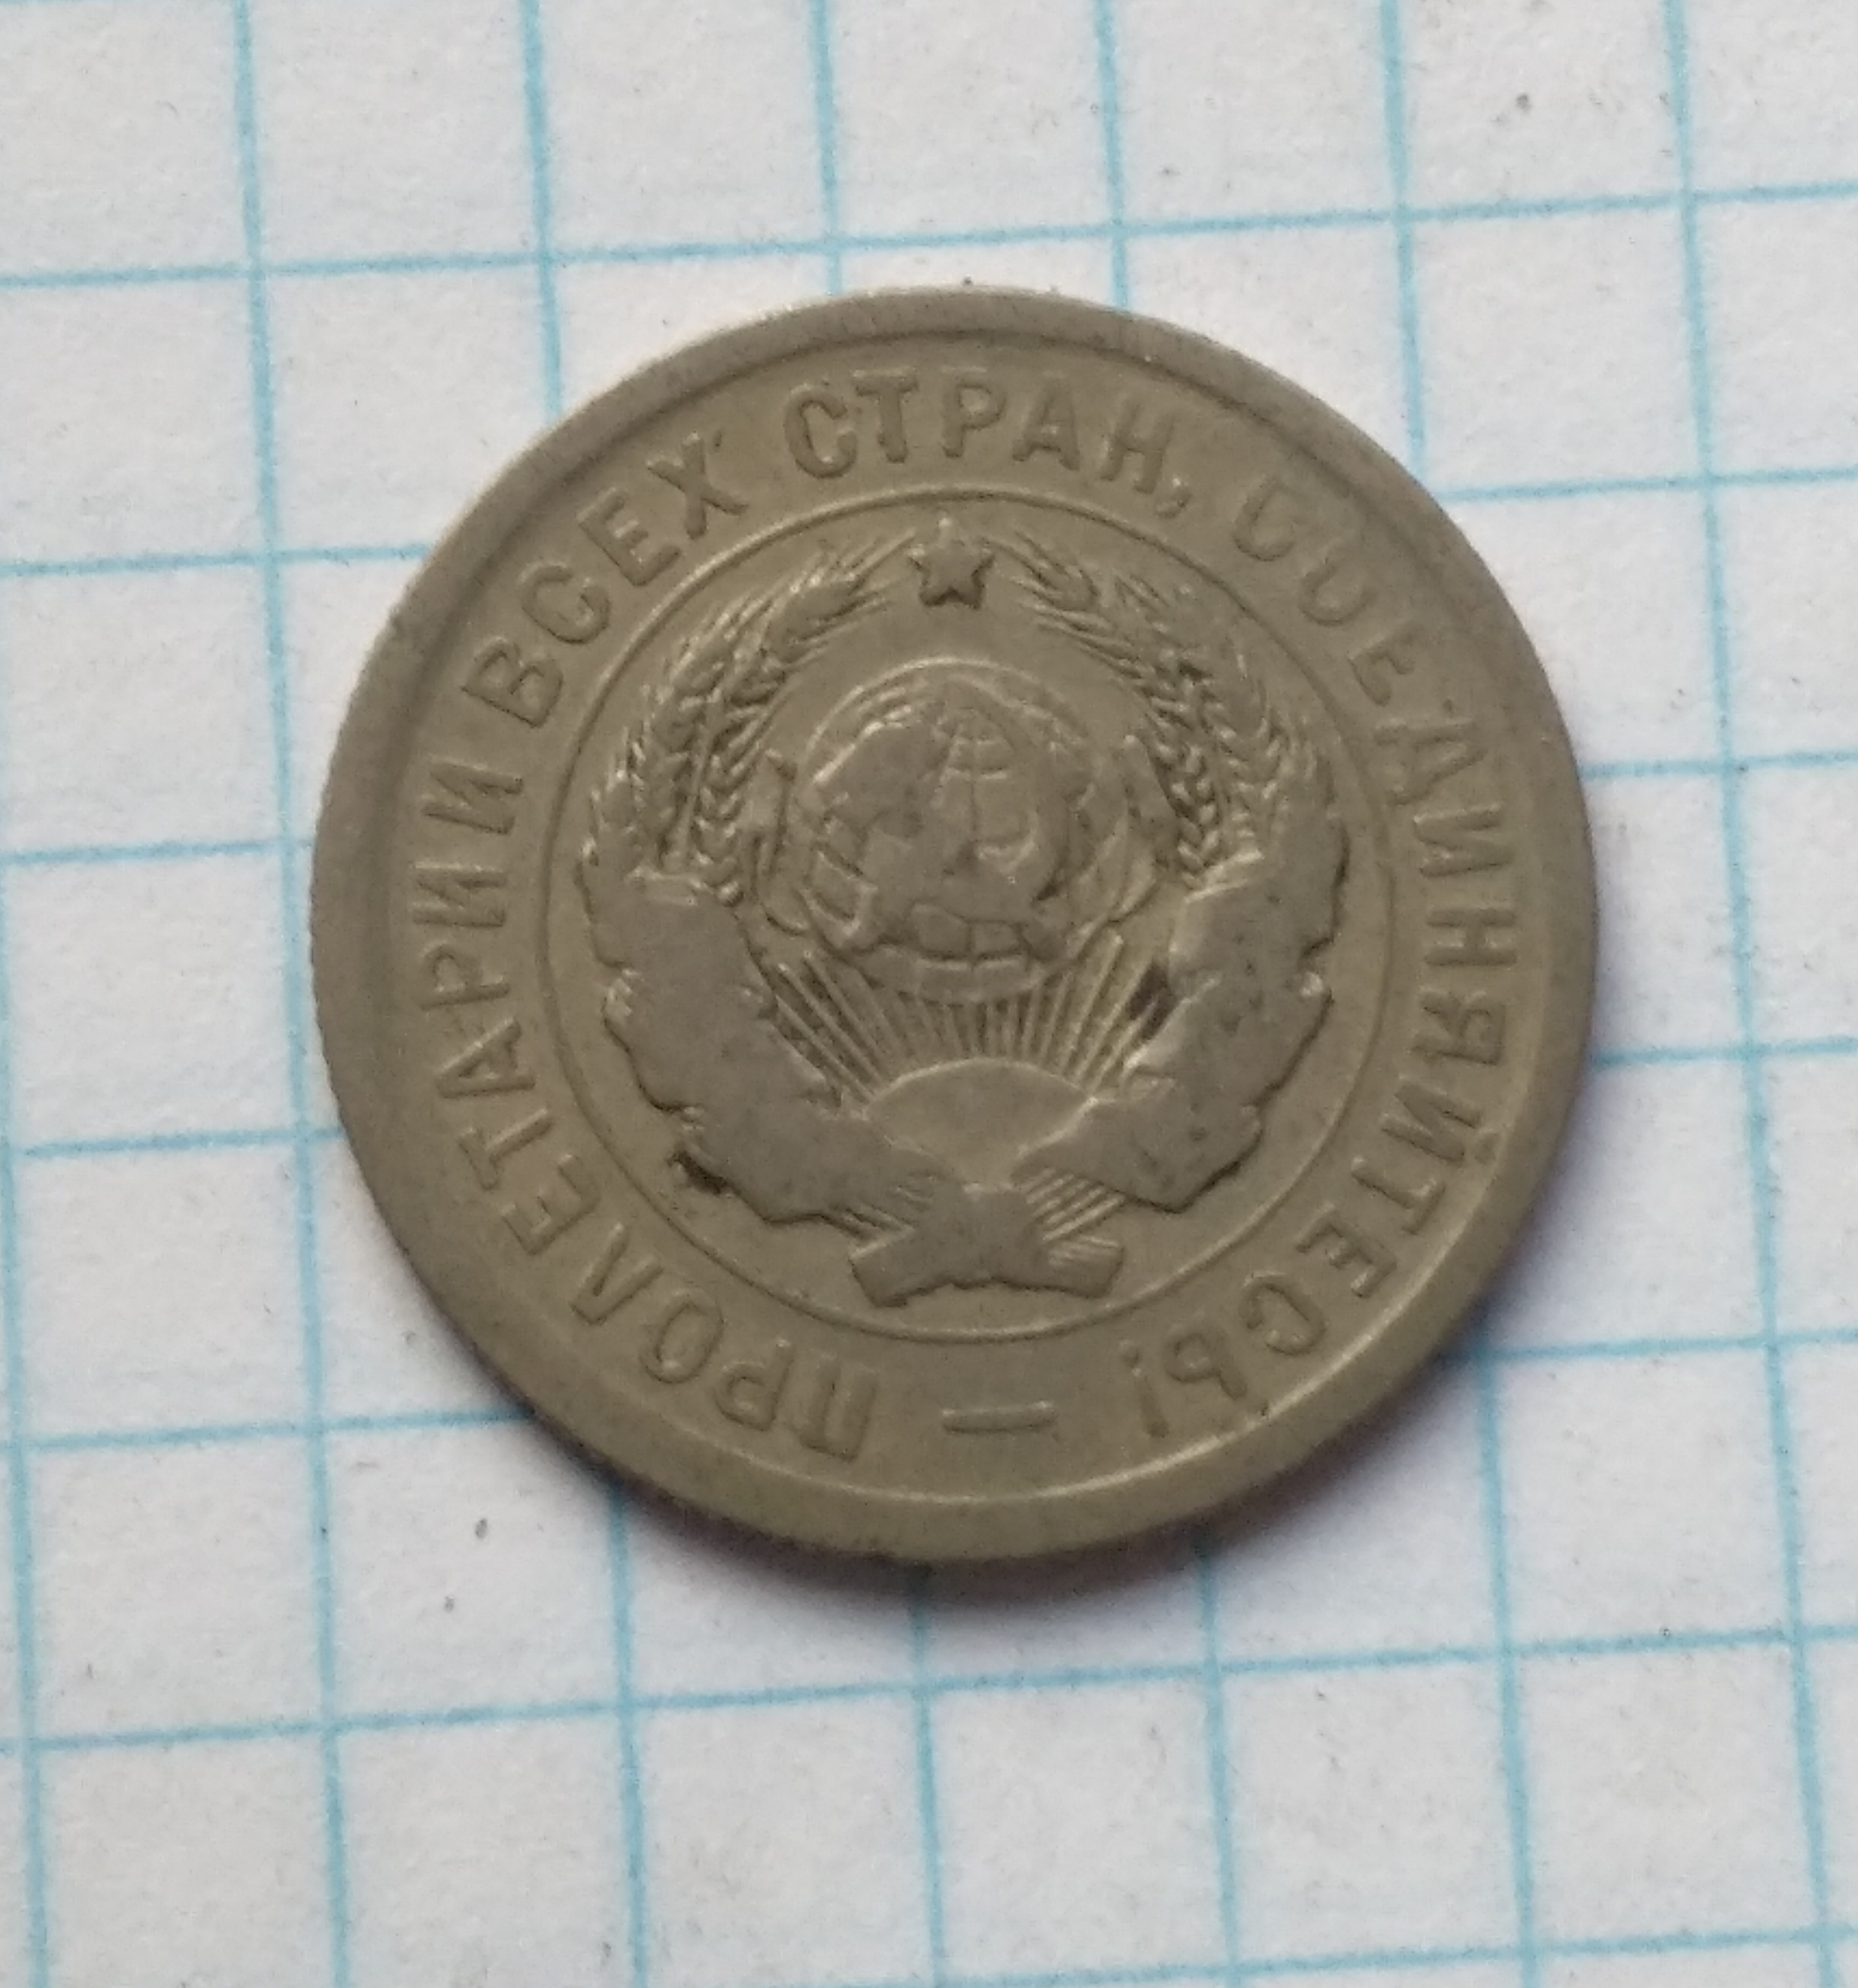 ПРОЛЕТАРИИ ВСЕХ СТРАН, СОЕДИНЯЙТЕСЬ! —